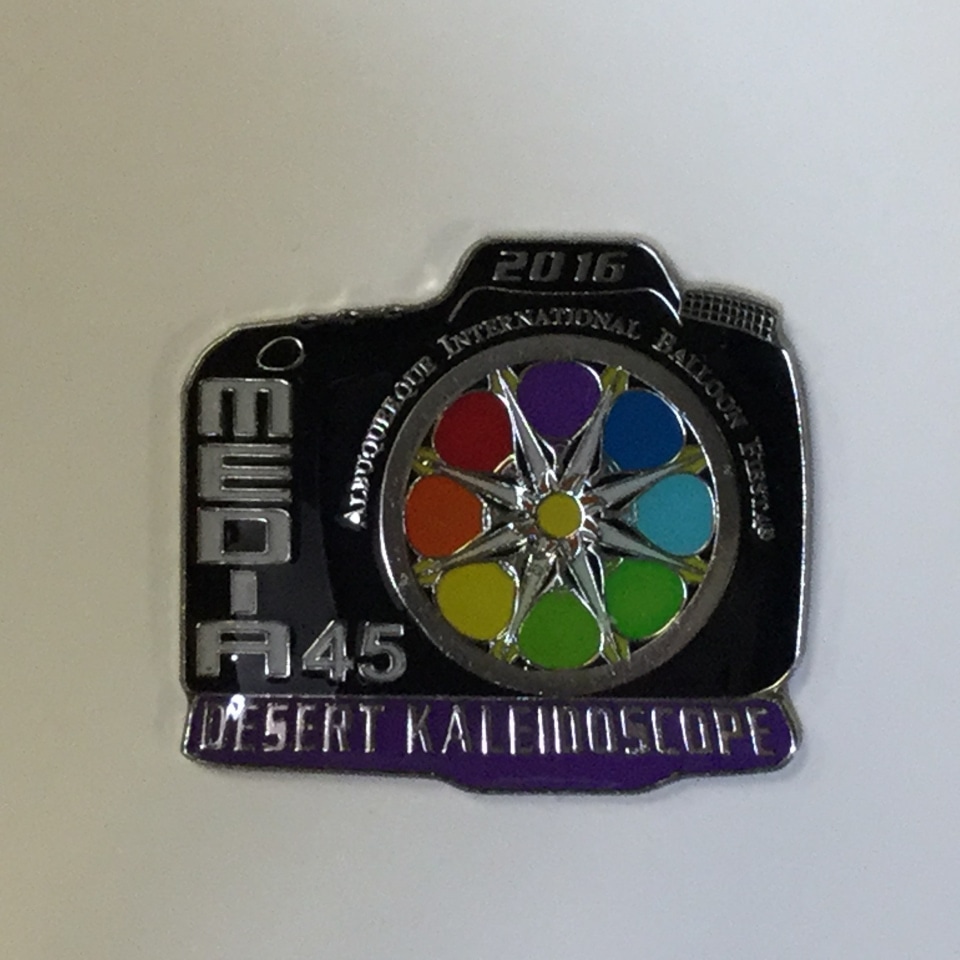 2016
ALBUQUERQUE INTERNATIONAL BALLOON FIESTA®
MEDIA 45
DESERT KALEIDOSCOPE